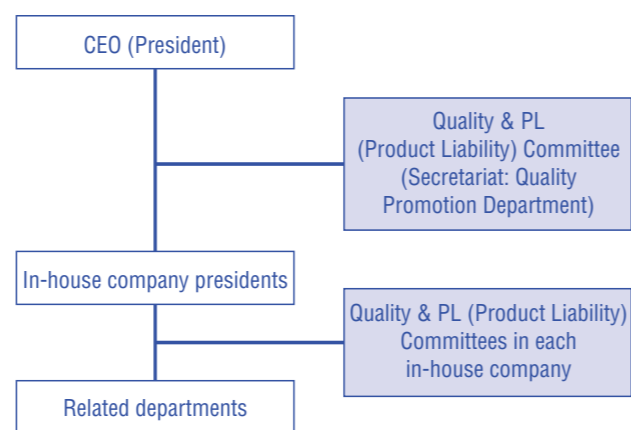 CEO (President)
Quality & PL
(Product Liability) Committee
(Secretariat: Quality
Promotion Department)
In-house company presidents
Quality & PL (Product Liability)
Committees in each
in-house company
Related departments